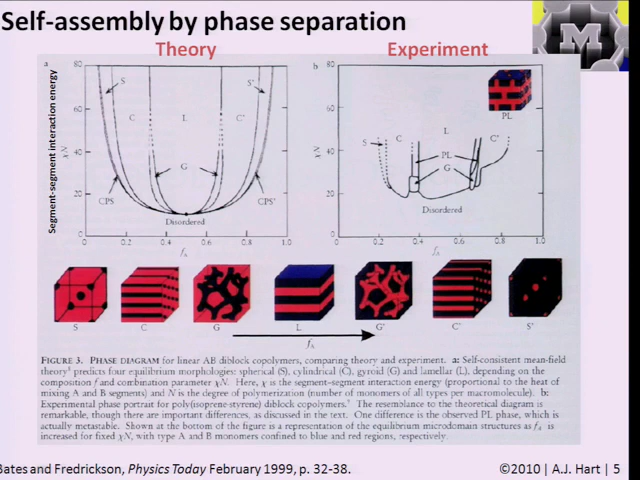 Self-assembly by phase separation
Theory
Experiment
M
a
Segment-segment interaction energy
χN
80
60
40
20
0
S
C
L
C'
S'
G
CPS
CPS'
Disordered
0
0.2
0.4
0.6
0.8
1.0
fA
b
χN
80
60
40
20
0
PL
S
C
L
C'
PL
G
Disordered
0
0.2
0.4
0.6
0.8
1.0
fA
S
C
G
L
G'
C'
S'
fA
FIGURE 3. PHASE DIAGRAM for linear AB diblock copolymers, comparing theory and experiment. a: Self-consistent mean-field
theory predicts four equilibrium morphologies: spherical (S), cylindrical (C), gyroid (G) and lamellar (L), depending on the
composition f and combination parameter χN. Here, χ is the segment–segment interaction energy (proportional to the heat of
mixing A and B segments) and N is the degree of polymerization (number of monomers of all types per macromolecule). b:
Experimental phase portrait for poly(isoprene-styrene) diblock copolymers. The resemblance to the theoretical diagram is
remarkable, though there are important differences, as discussed in the text. One difference is the observed PL phase, which is
actually metastable. Shown at the bottom of the figure is a representation of the equilibrium microdomain structures as fA is
increased for fixed χN, with type A and B monomers confined to blue and red regions, respectively.
Bates and Fredrickson, Physics Today February 1999, p. 32-38.
©2010 | A.J. Hart | 5